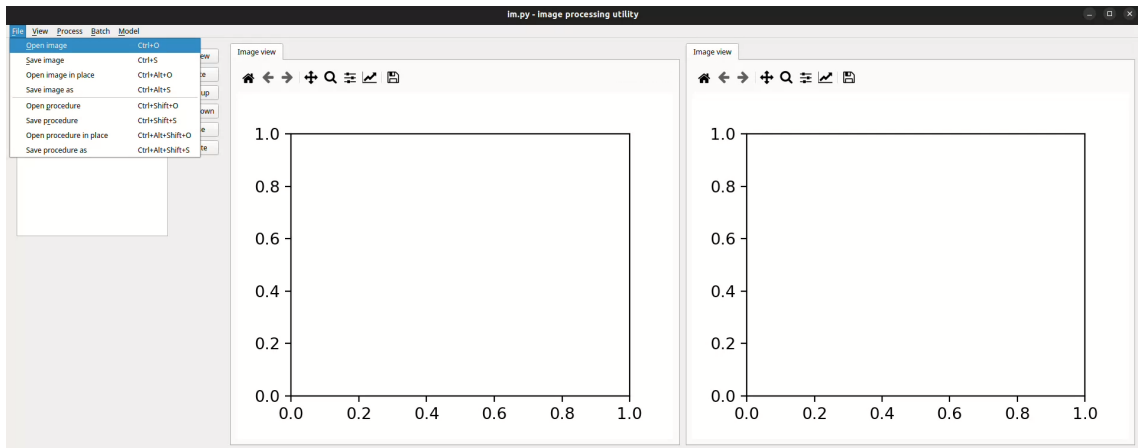 im.py - image processing utility
File View Process Batch Model
Open image Ctrl+O
Save image Ctrl+S
Open image in place Ctrl+Alt+O
Save image as Ctrl+Alt+S
Open procedure Ctrl+Shift+O
Save procedure Ctrl+Shift+S
Open procedure in place Ctrl+Alt+Shift+O
Save procedure as Ctrl+Alt+Shift+S
Image view
1.0
0.8
0.6
0.4
0.2
0.0
0.0 0.2 0.4 0.6 0.8 1.0
Image view
1.0
0.8
0.6
0.4
0.2
0.0
0.0 0.2 0.4 0.6 0.8 1.0